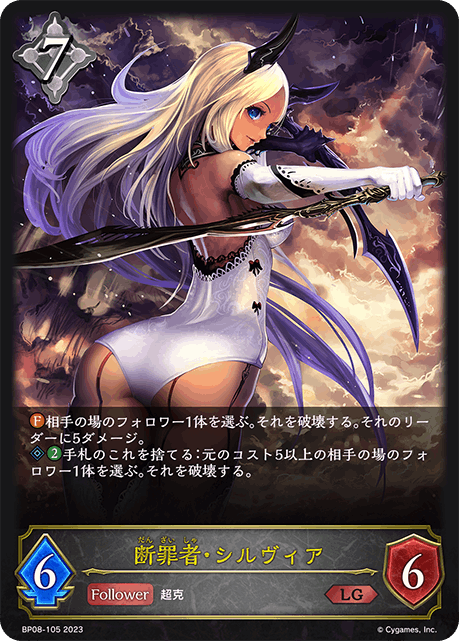 7
F相手の場のフォロワー1体を選ぶ。それを破壊する。それのリー
ダーに5ダメージ。
2手札のこれを捨てる：元のコスト5以上の相手の場のフォ
ロワー1体を選ぶ。それを破壊する。
だんざいしゃ
断罪者・シルヴィア
6
Follower 超克
LG
6
BP08-105 2023
© Cygames, Inc.